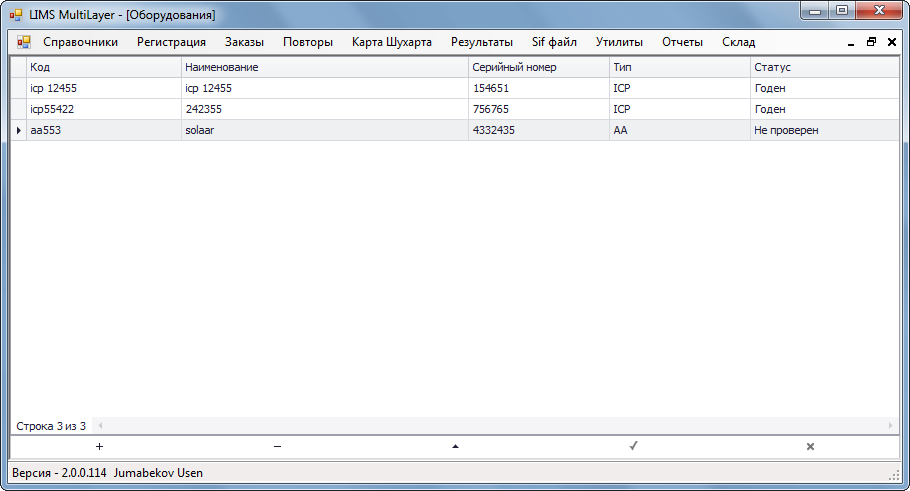 LIMS MultiLayer - [Оборудования]
Справочники Регистрация Заказы Повторы Карта Шухарта Результаты Sif файл Утилиты Отчеты Склад
Код Наименование Серийный номер Тип Статус
icp 12455 icp 12455 154651 ICP Годен
icp55422 242355 756765 ICP Годен
aa553 solaar 4332435 AA Не проверен
Строка 3 из 3
Версия - 2.0.0.114 Jumabekov Usen